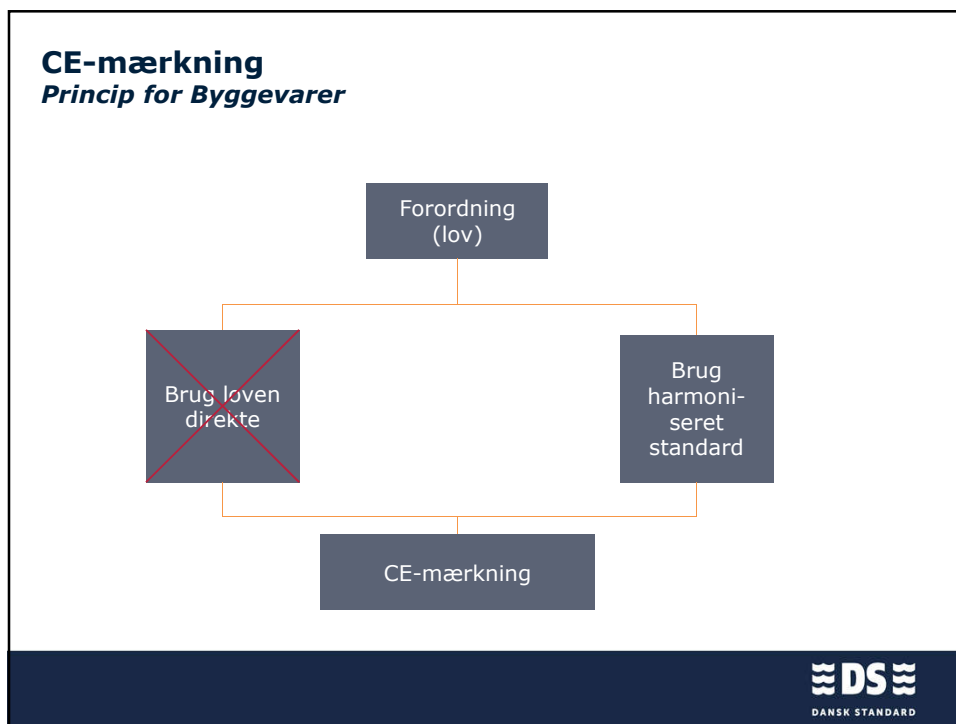 CE-mærkning
Princip for Byggevarer
Forordning
(lov)
Brug loven
direkte
Brug
harmoni-
seret
standard
CE-mærkning
DS
DANSK STANDARD